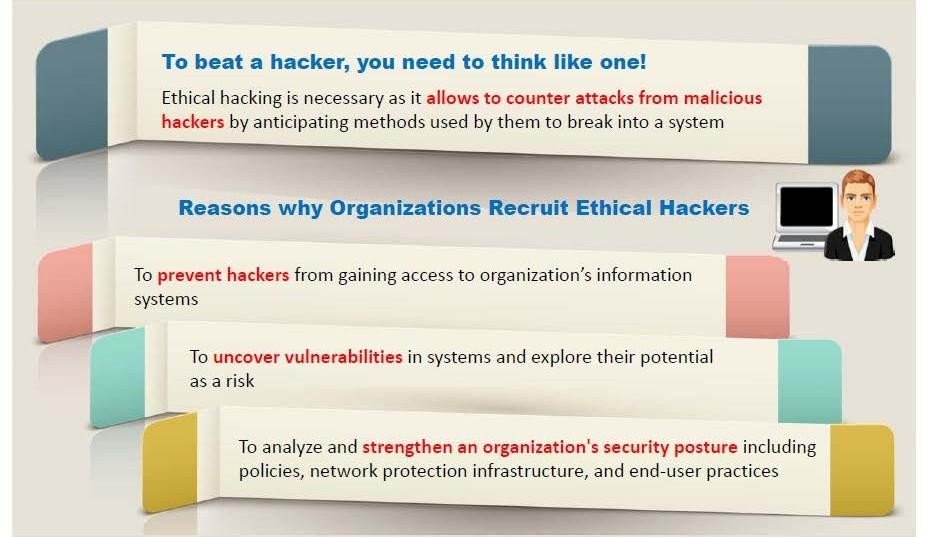 To beat a hacker, you need to think like one!
Ethical hacking is necessary as it allows to counter attacks from malicious
hackers by anticipating methods used by them to break into a system
Reasons why Organizations Recruit Ethical Hackers
To prevent hackers from gaining access to organization’s information
systems
To uncover vulnerabilities in systems and explore their potential
as a risk
To analyze and strengthen an organization's security posture including
policies, network protection infrastructure, and end-user practices